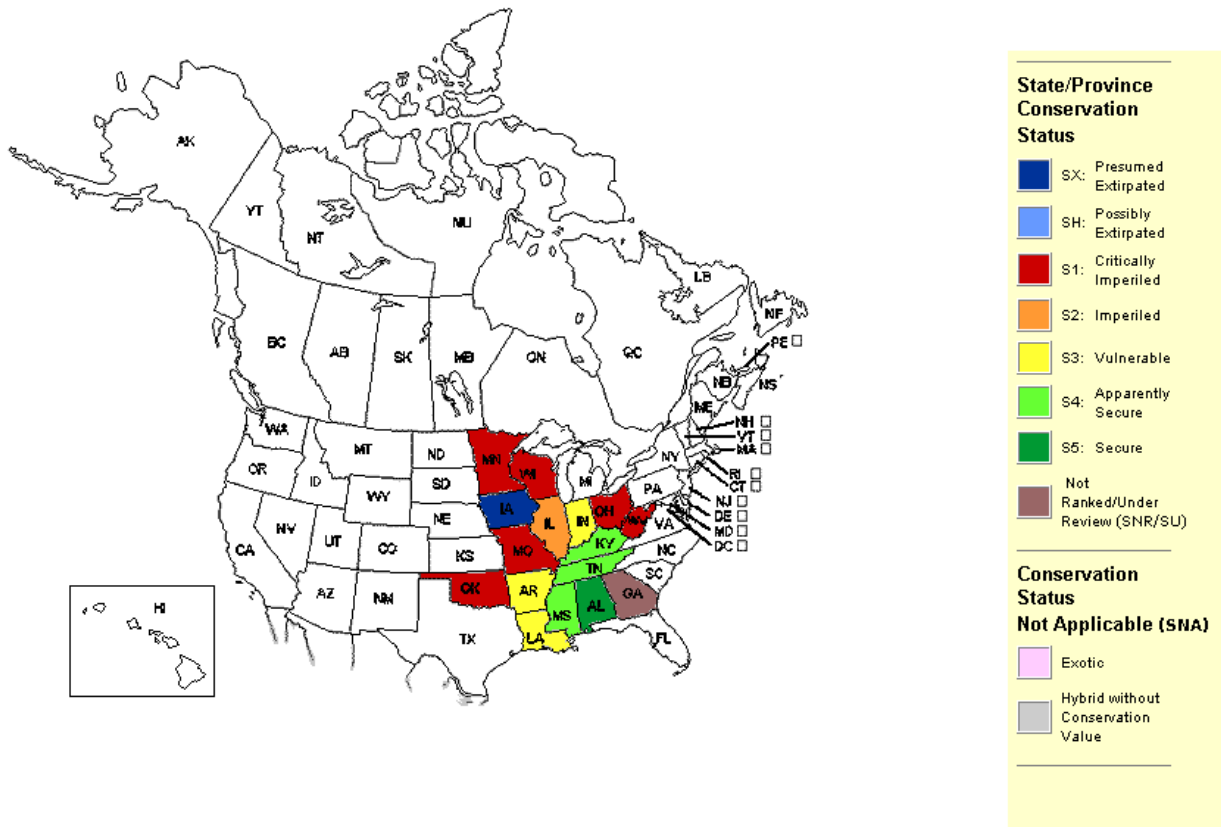 AK
YT
NT
NU
LB
NF
BC
AB
SK
MB
ON
QC
PE
NB
NS
ME
NH
VT
MA
WA
MT
ND
MN
WI
MI
NY
OR
ID
SD
PA
RI
CT
WY
NJ
NE
IA
IL
IN
OH
WV
VA
DE
MD
DC
NV
UT
CO
KS
MO
KY
NC
CA
TN
SC
AZ
NM
OK
AR
MS
AL
GA
HI
TX
LA
FL
State/Province
Conservation
Status
SX: Presumed
Extirpated
SH: Possibly
Extirpated
S1: Critically
Imperiled
S2: Imperiled
S3: Vulnerable
S4: Apparently
Secure
S5: Secure
Not
Ranked/Under
Review (SNR/SU)
Conservation
Status
Not Applicable (SNA)
Exotic
Hybrid without
Conservation
Value